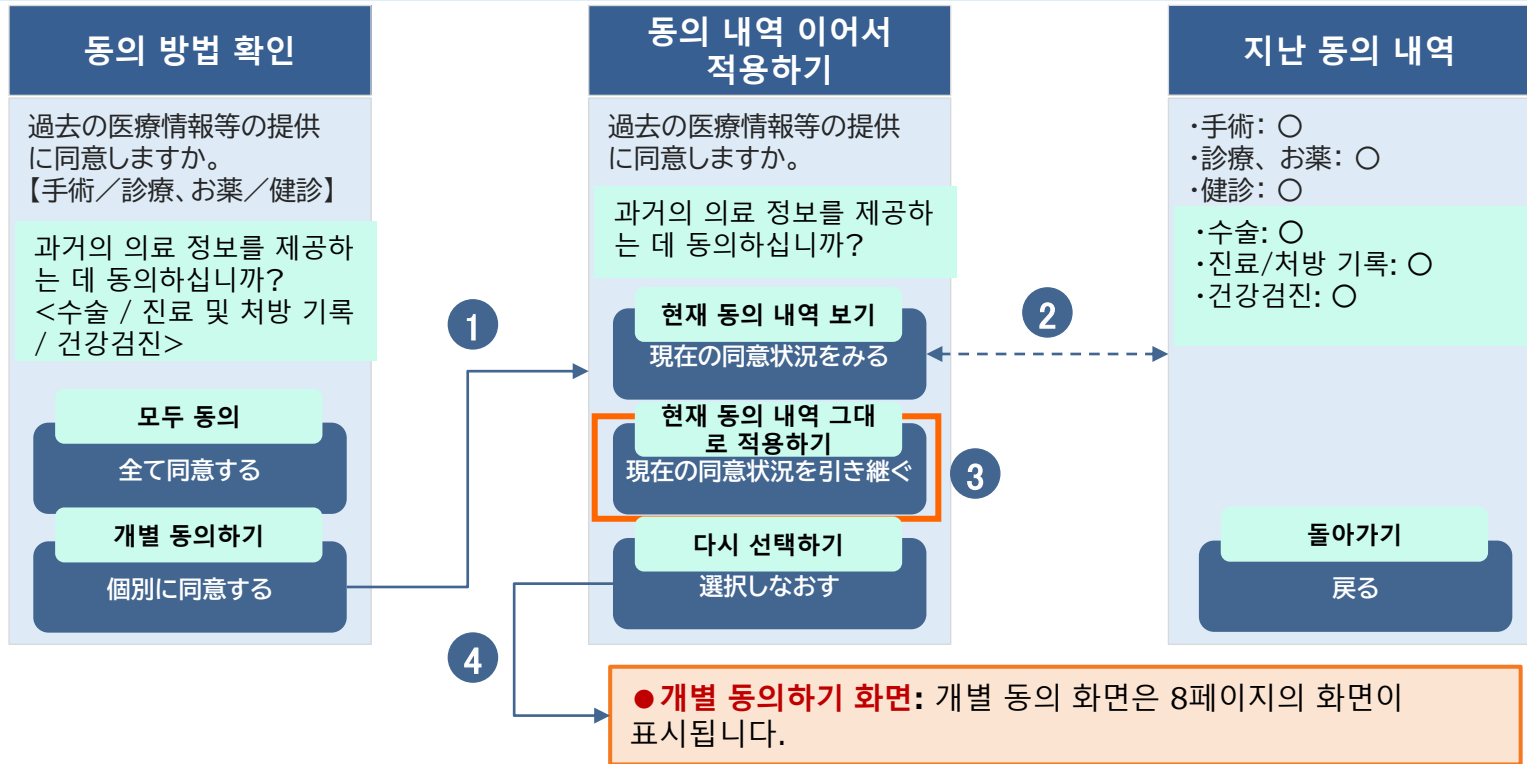 동의 방법 확인
過去の医療情報等の提供
に同意しますか。
【手術／診療、お薬／健診】
과거의 의료 정보를 제공하
는 데 동의하십니까?
<수술 / 진료 및 처방 기록
/ 건강검진>
모두 동의
全て同意する
개별 동의하기
個別に同意する
1
동의 내역 이어서
적용하기
過去の医療情報等の提供
に同意しますか。
과거의 의료 정보를 제공하
는 데 동의하십니까?
현재 동의 내역 보기
現在の同意状況をみる
현재 동의 내역 그대
로 적용하기
現在の同意状況を引き継ぐ
다시 선택하기
選択しなおす
2
3
4
지난 동의 내역
・手術: ○
・診療、お薬: ○
・健診: ○
・수술: ○
・진료/처방 기록: ○
・건강검진: ○
돌아가기
戻る
●개별 동의하기 화면: 개별 동의 화면은 8페이지의 화면이
표시됩니다.